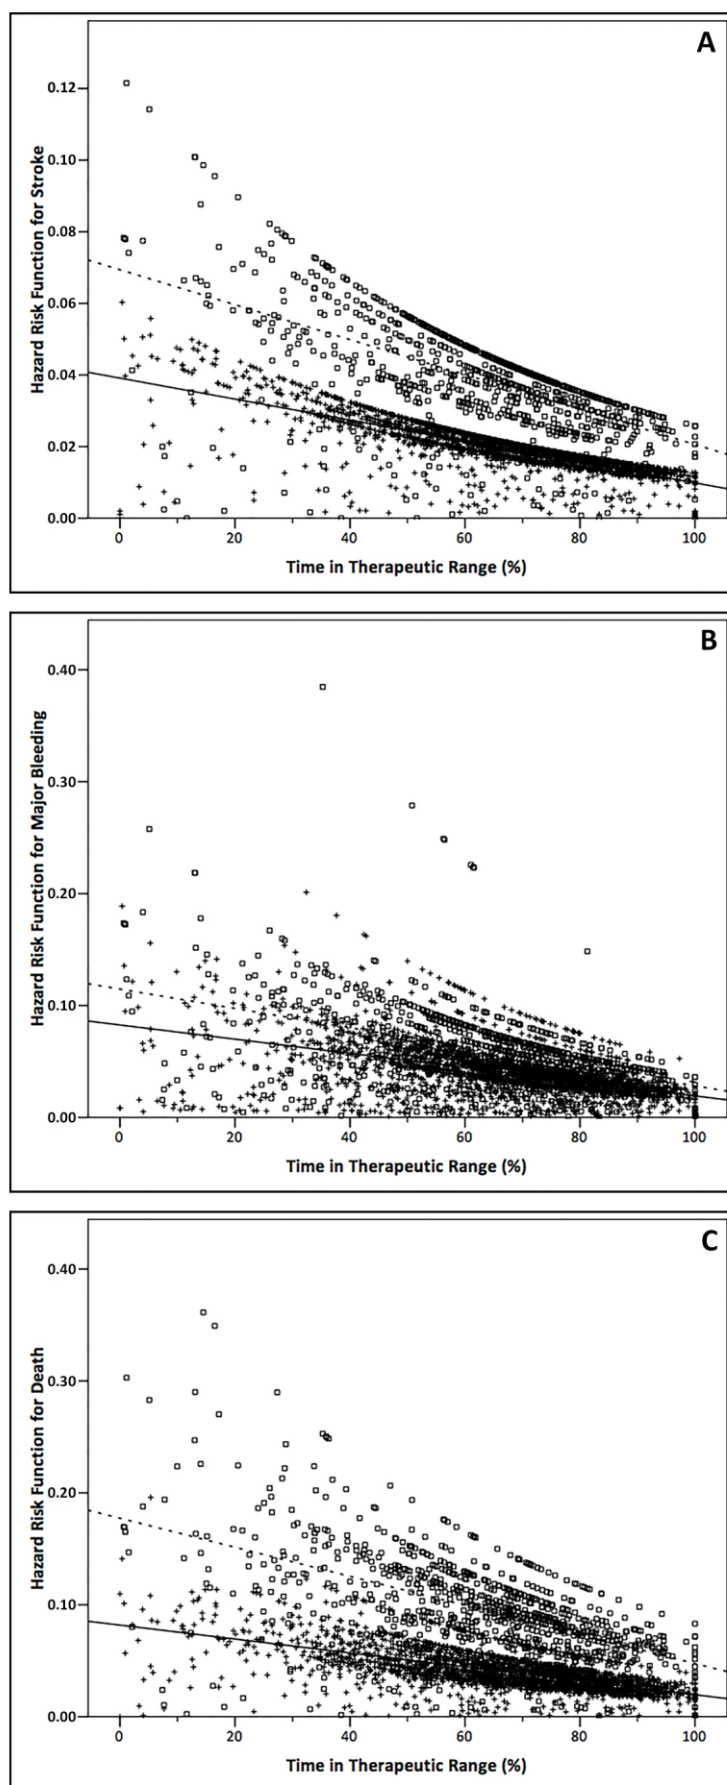 A
0.12
0.10
0.08
0.06
0.04
0.02
0.00
Hazard Risk Function for Stroke
0 20 40 60 80 100
Time in Therapeutic Range (%)
B
0.40
0.30
0.20
0.10
0.00
Hazard Risk Function for Major Bleeding
0 20 40 60 80 100
Time in Therapeutic Range (%)
C
0.40
0.30
0.20
0.10
0.00
Hazard Risk Function for Death
0 20 40 60 80 100
Time in Therapeutic Range (%)